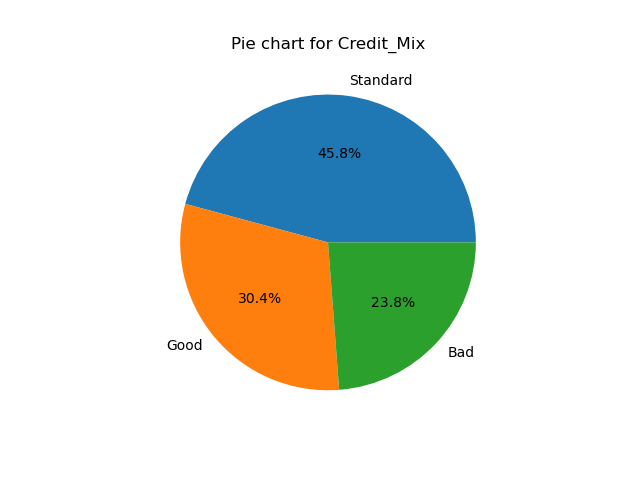 Pie chart for Credit_Mix
Standard
45.8%
30.4%
23.8%
Good
Bad